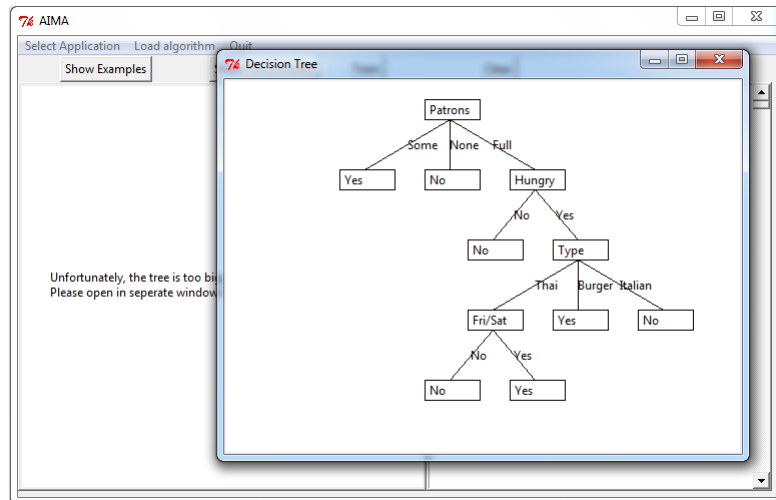 AIMA
Select Application Load algorithm Quit
Show Examples
Decision Tree
Patrons
Some None Full
Yes No Hungry
No Yes
No Type
Thai Burger Italian
Fri/Sat Yes No
No Yes
No Yes
Unfortunately, the tree is too
Please open in seperate window